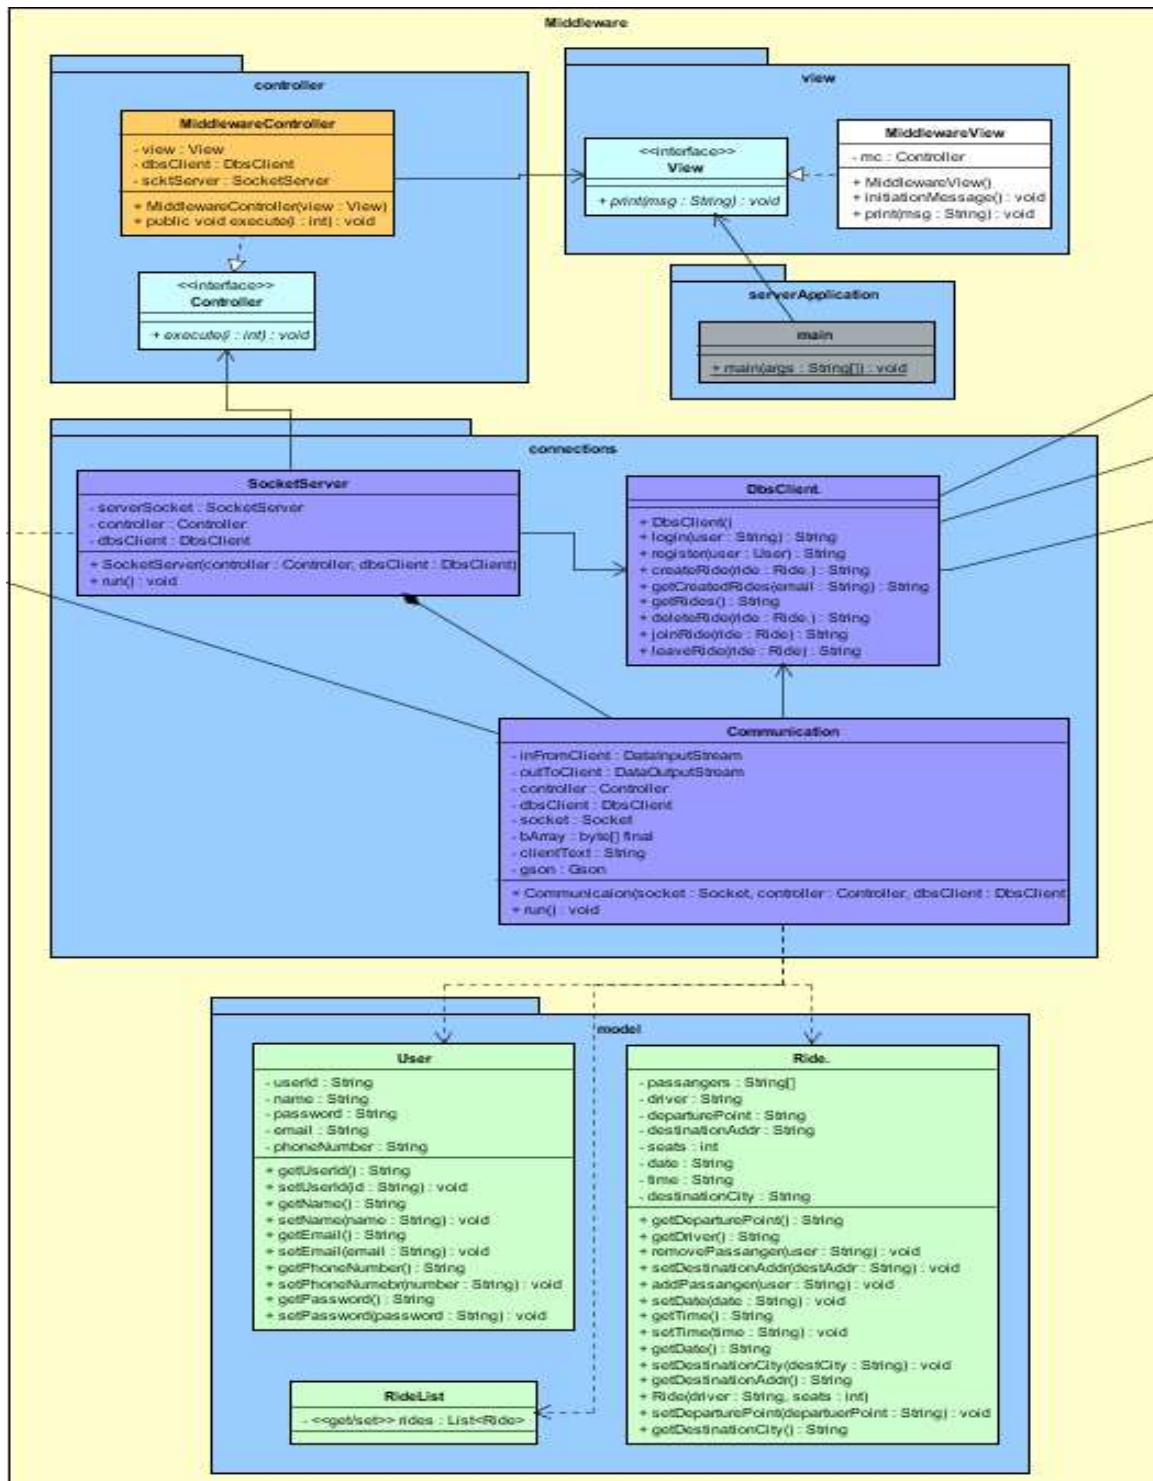 Middleware
controller
MiddlewareController
- view : View
- dbsClient : DbsClient
- scktServer : SocketServer
+ MiddlewareController(view : View)
+ public void execute(i : int) : void
<<interface>>
Controller
+ execute(i : int) : void
view
<<interface>>
View
+ print(msg : String) : void
MiddlewareView
- mc : Controller
+ MiddlewareView()
+ initiationMessage() : void
+ print(msg : String) : void
serverApplication
main
+ main(args : String[]) : void
connections
SocketServer
- serverSocket : SocketServer
- controller : Controller
- dbsClient : DbsClient
+ SocketServer(controller : Controller, dbsClient : DbsClient)
+ run() : void
DbsClient
+ DbsClient()
+ login(user : String) : String
+ register(user : User) : String
+ createRide(ride : Ride.) : String
+ getCreatedRides(email : String) : String
+ getRides() : String
+ deleteRide(ride : Ride.) : String
+ joinRide(ride : Ride) : String
+ leaveRide(ride : Ride) : String
Communication
- inFromClient : DataInputStream
- outToClient : DataOutputStream
- controller : Controller
- dbsClient : DbsClient
- socket : Socket
- bArray : byte[] final
- clientText : String
- gson : Gson
+ Communicaion(socket : Socket, controller : Controller, dbsClient : DbsClient
+ run() : void
model
User
- userId : String
- name : String
- password : String
- email : String
- phoneNumber : String
+ getUserId() : String
+ setUserId(id : String) : void
+ getName() : String
+ setName(name : String) : void
+ getEmail() : String
+ setEmail(email : String) : void
+ getPhoneNumber() : String
+ setPhoneNumebr(number : String) : void
+ getPassword() : String
+ setPassword(password : String) : void
Ride.
- passangers : String[]
- driver : String
- departurePoint : String
- destinationAddr : String
- seats : int
- date : String
- time : String
- destinationCity : String
+ getDeparturePoint() : String
+ getDriver() : String
+ removePassanger(user : String) : void
+ setDestinationAddr(destAddr : String) : void
+ addPassanger(user : String) : void
+ setDate(date : String) : void
+ getTime() : String
+ setTime(time : String) : void
+ getDate() : String
+ setDestinationCity(destCity : String) : void
+ getDestinationAddr() : String
+ Ride(driver : String, seats : int)
+ setDeparturePoint(departuerPoint : String) : void
+ getDestinationCity() : String
RideList
- <<get/set>> rides : List<Ride>